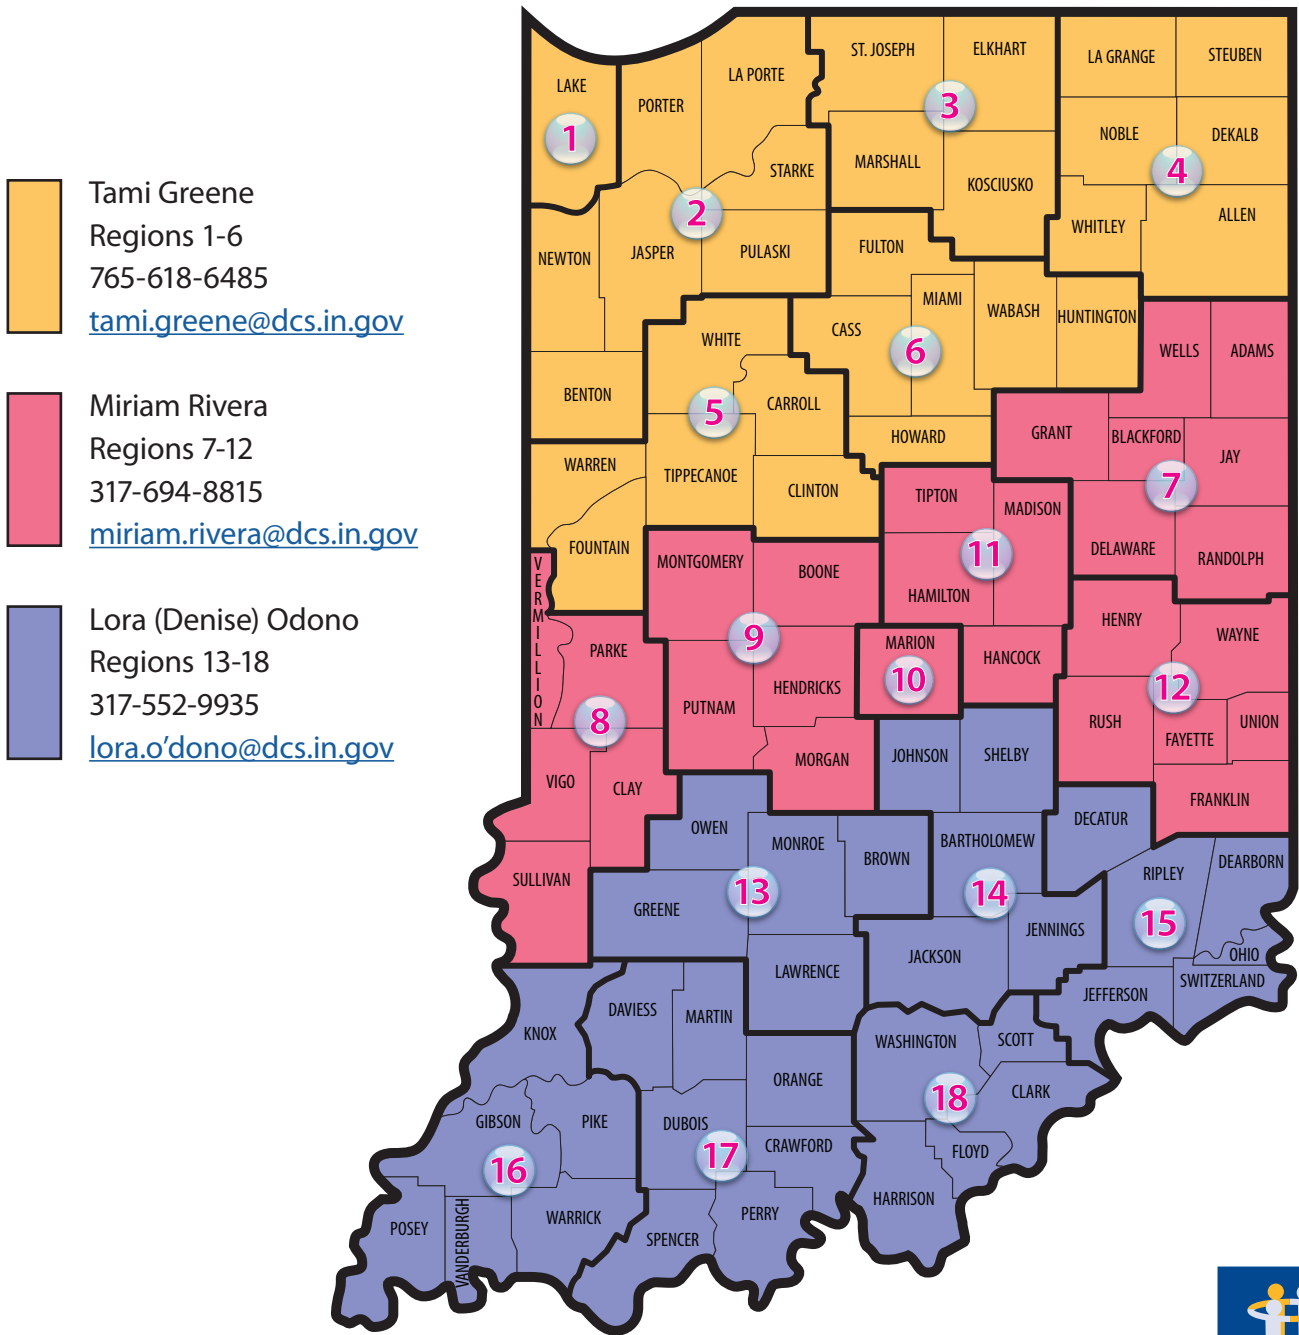 Tami Greene
Regions 1-6
765-618-6485
tami.greene@dcs.in.gov
Miriam Rivera
Regions 7-12
317-694-8815
miriam.rivera@dcs.in.gov
Lora (Denise) Odono
Regions 13-18
317-552-9935
lora.o'dono@dcs.in.gov
LAKE
1
PORTER
LA PORTE
STARKE
2
NEWTON
JASPER
PULASKI
BENTON
ST. JOSEPH
ELKHART
3
MARSHALL
KOSCIUSKO
LA GRANGE
STEUBEN
NOBLE
DEKALB
4
WHITLEY
ALLEN
WHITE
5
CARROLL
WARREN
TIPPECANOE
CLINTON
FOUNTAIN
FULTON
MIAMI
WABASH
HUNTINGTON
CASS
6
HOWARD
WELLS
ADAMS
GRANT
BLACKFORD
JAY
7
DELAWARE
RANDOLPH
VERMILLION
PARKE
8
VIGO
CLAY
SULLIVAN
MONTGOMERY
BOONE
9
HENDRICKS
PUTNAM
MORGAN
MARION
10
TIPTON
MADISON
11
HAMILTON
HANCOCK
HENRY
WAYNE
12
RUSH
FAYETTE
UNION
FRANKLIN
OWEN
MONROE
BROWN
13
GREENE
LAWRENCE
JOHNSON
SHELBY
BARTHOLOMEW
14
JENNINGS
JACKSON
DECATUR
RIPLEY
DEARBORN
15
OHIO
SWITZERLAND
JEFFERSON
KNOX
GIBSON
PIKE
16
POSEY
VANDERBURGH
WARRICK
DAVIESS
MARTIN
ORANGE
DUBOIS
17
CRAWFORD
PERRY
SPENCER
WASHINGTON
SCOTT
18
CLARK
FLOYD
HARRISON